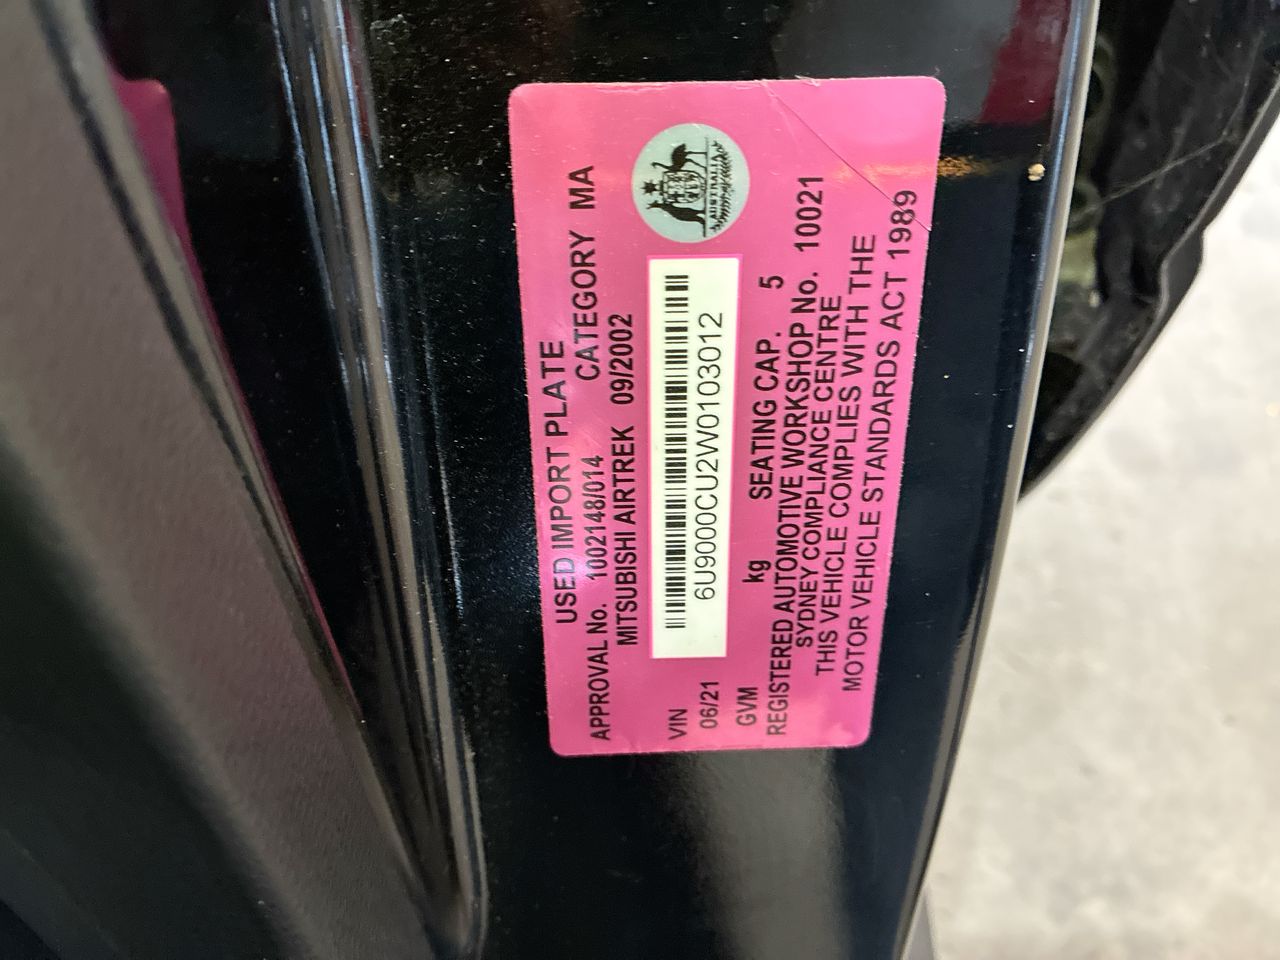 USED IMPORT PLATE
APPROVAL No. 1002148/014 CATEGORY MA
MITSUBISHI AIRTREK 09/2002
AUSTRALIA
VIN 6U9000CU2W0103012
06/21
GVM kg SEATING CAP. 5
REGISTERED AUTOMOTIVE WORKSHOP No. 10021
SYDNEY COMPLIANCE CENTRE
THIS VEHICLE COMPLIES WITH THE
MOTOR VEHICLE STANDARDS ACT 1989